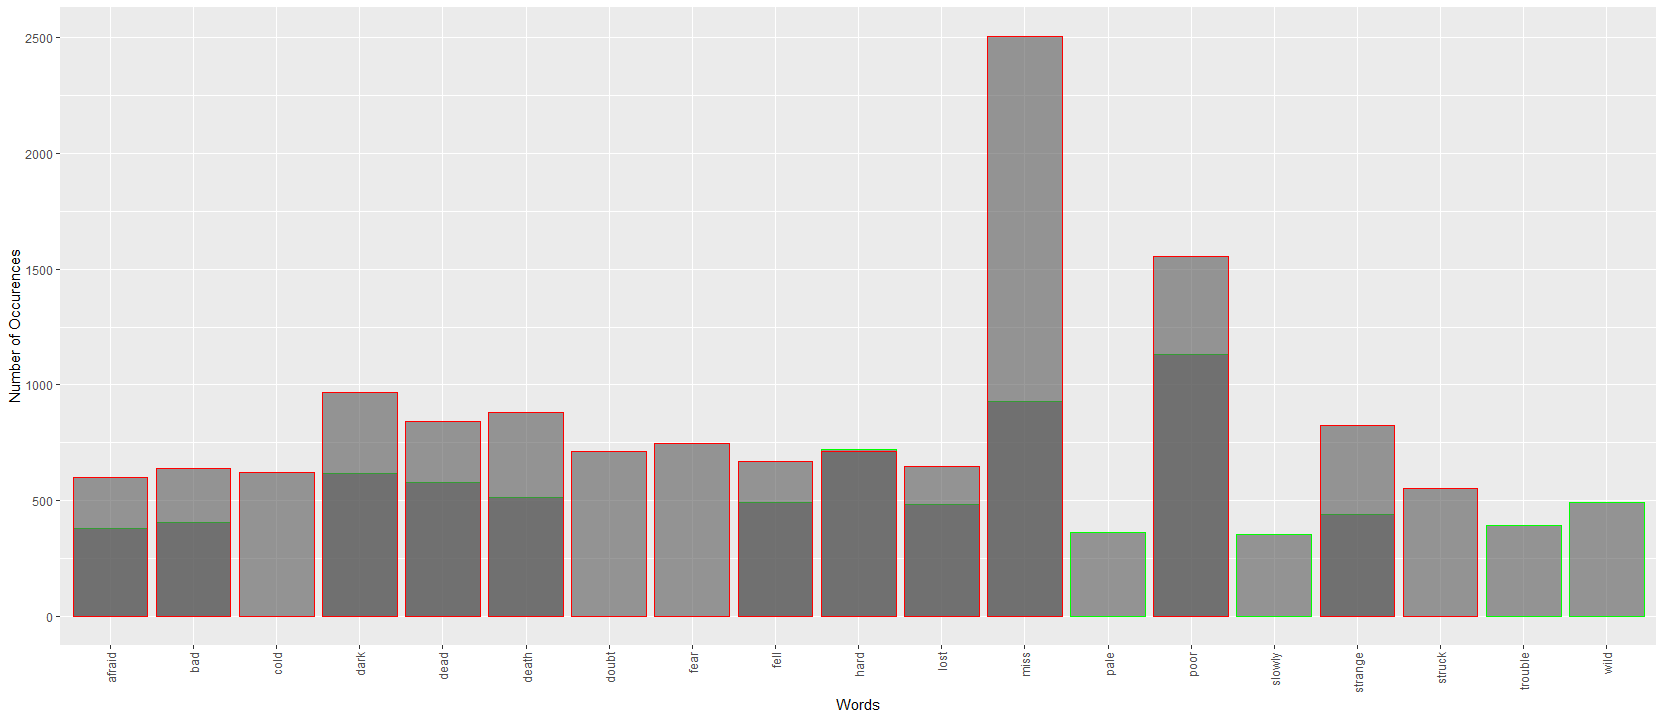 2500
2000
1500
1000
500
0
Number of Occurences
afraid
bad
cold
dark
dead
death
doubt
fear
fell
hard
lost
miss
pale
poor
slowly
strange
struck
trouble
wild
Words